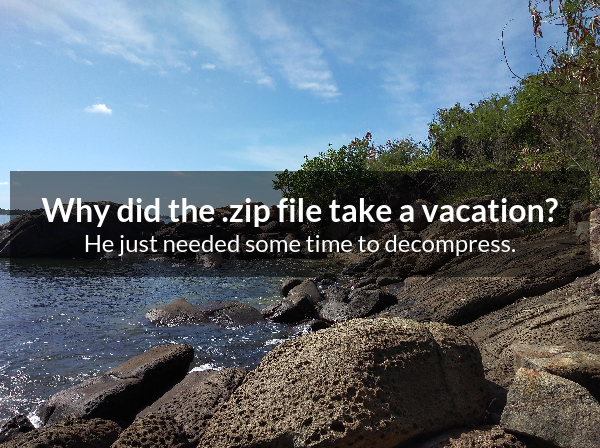 Why did the .zip file take a vacation?
He just needed some time to decompress.